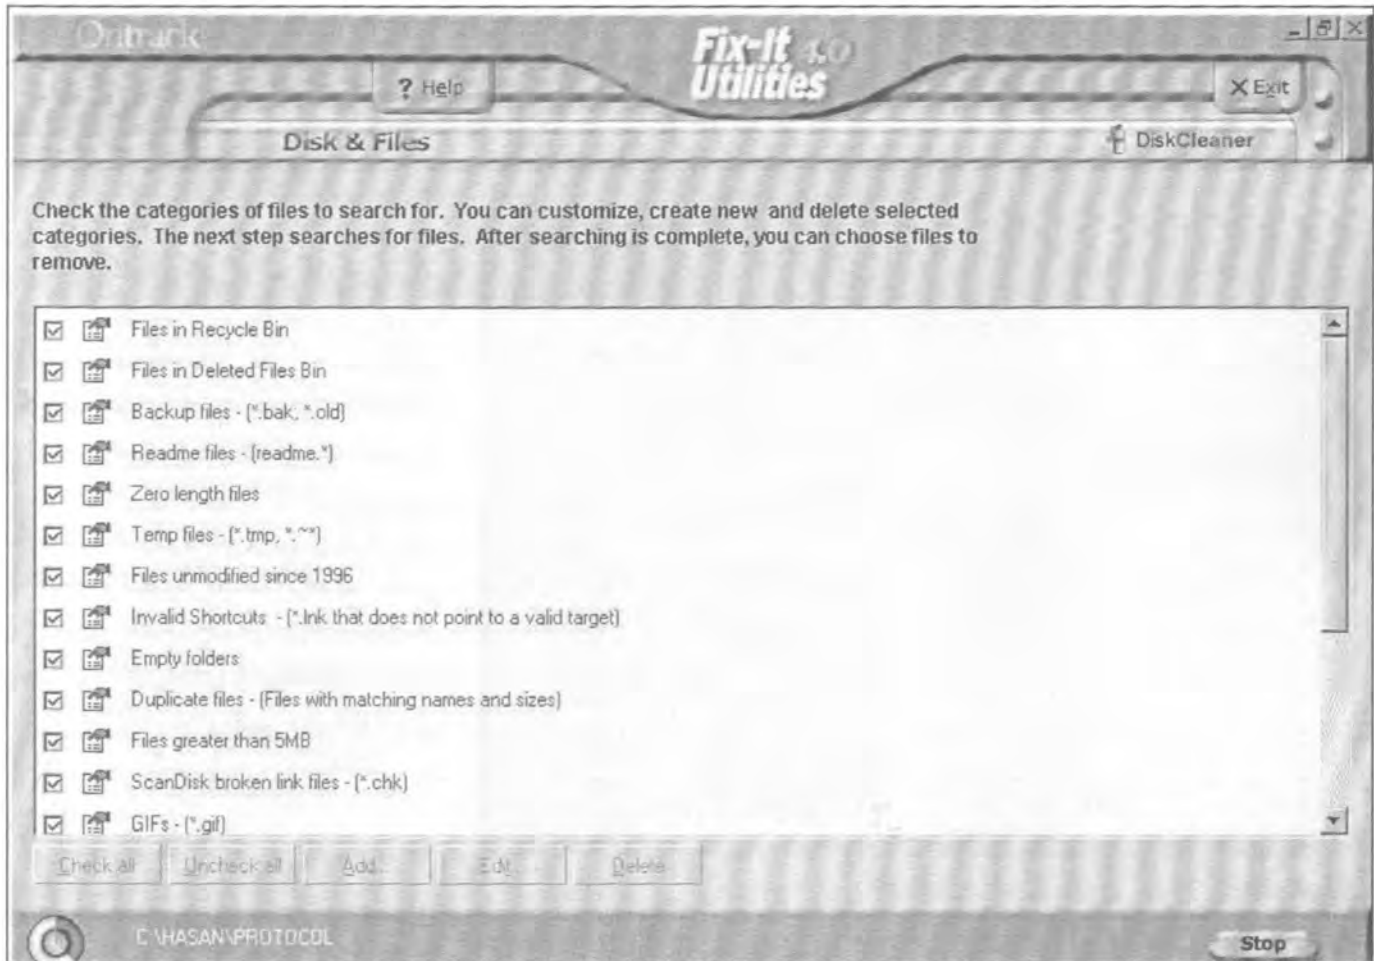 Ontrack
Fix-It
Utilities
? Help
X Exit
Disk & Files
DiskCleaner
Check the categories of files to search for. You can customize, create new and delete selected
categories. The next step searches for files. After searching is complete, you can choose files to
remove.
Files in Recycle Bin
Files in Deleted Files Bin
Backup files - (*.bak, *.old)
Readme files - (readme.*)
Zero length files
Temp files - (*.tmp, *.~*)
Files unmodified since 1996
Invalid Shortcuts - (*.lnk that does not point to a valid target)
Empty folders
Duplicate files - (Files with matching names and sizes)
Files greater than 5MB
ScanDisk broken link files - (*.chk)
GIFs - (*.gif)
Check all
Uncheck all
Add...
Edit...
Delete
C:\HASAN\PROTOCOL
Stop